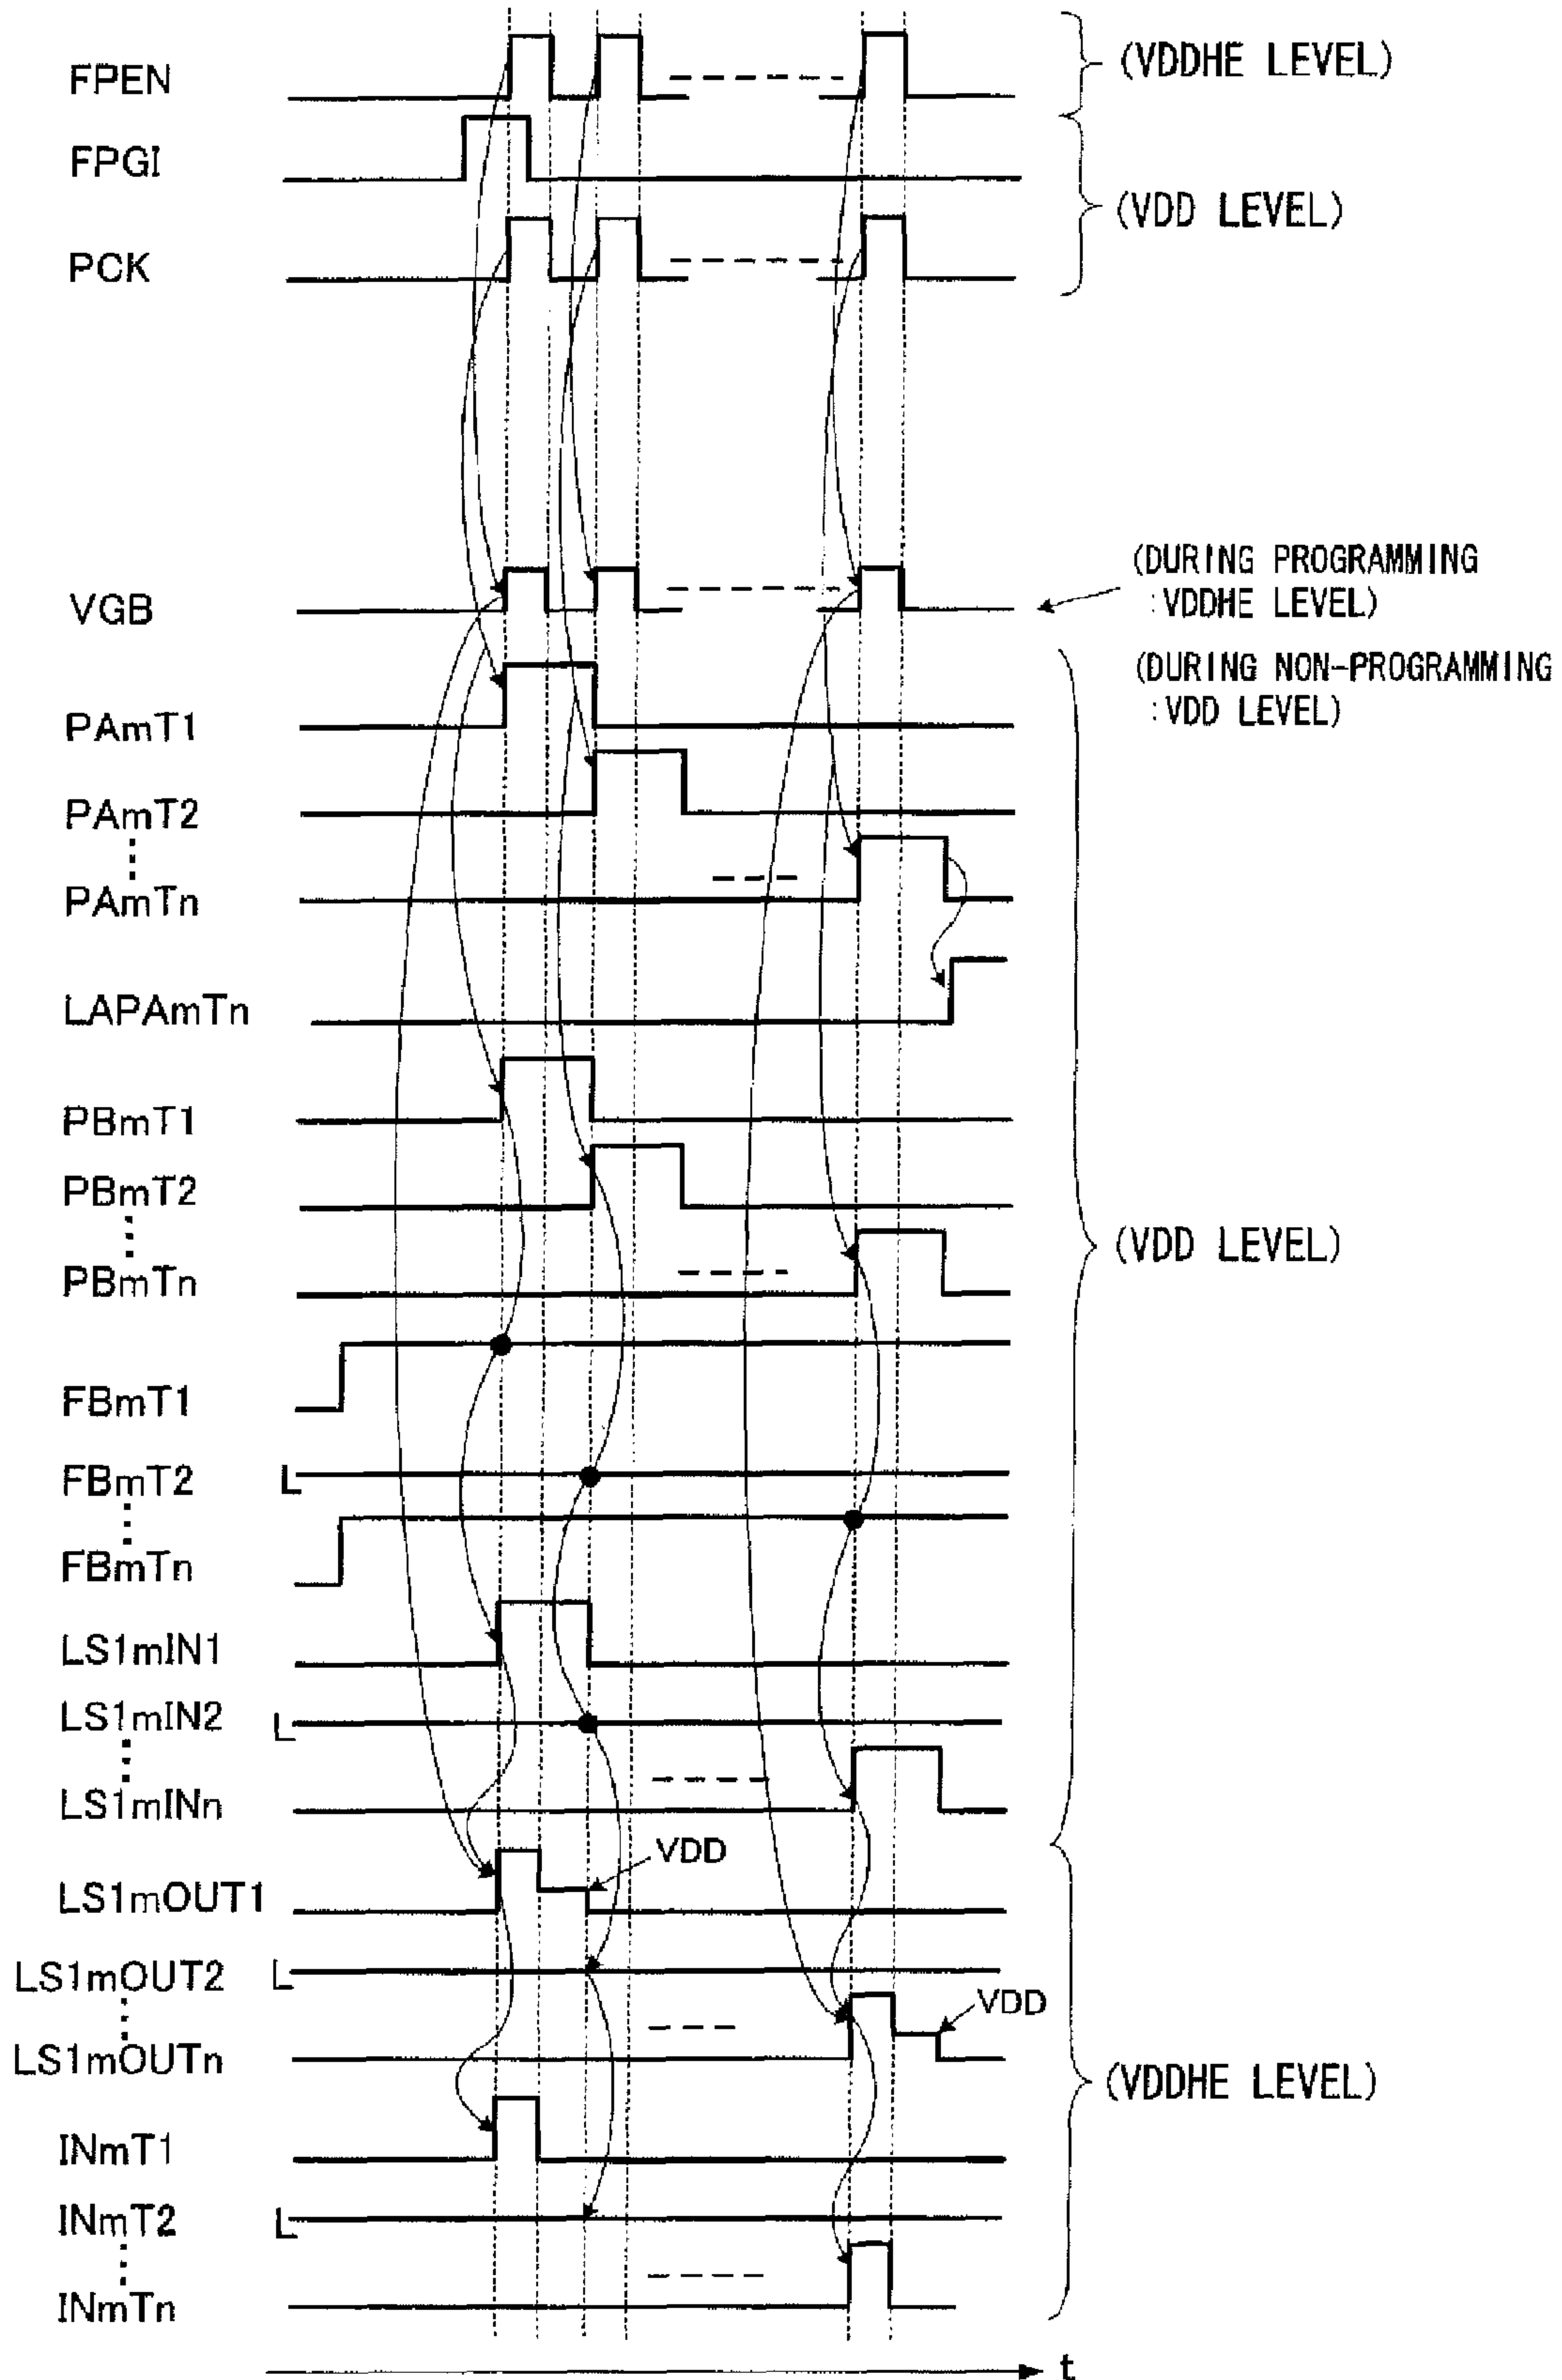 FPEN
(VDDHE LEVEL)
FPGI
(VDD LEVEL)
PCK
VGB
(DURING PROGRAMMING
:VDDHE LEVEL)
(DURING NON-PROGRAMMING
:VDD LEVEL)
PAmT1
PAmT2
PAmTn
LAPAmTn
PBmT1
PBmT2
PBmTn
(VDD LEVEL)
FBmT1
FBmT2
L
FBmTn
LS1mIN1
LS1mIN2
L
LS1mINn
LS1mOUT1
VDD
LS1mOUT2
L
LS1mOUTn
VDD
(VDDHE LEVEL)
INmT1
INmT2
L
INmTn
t